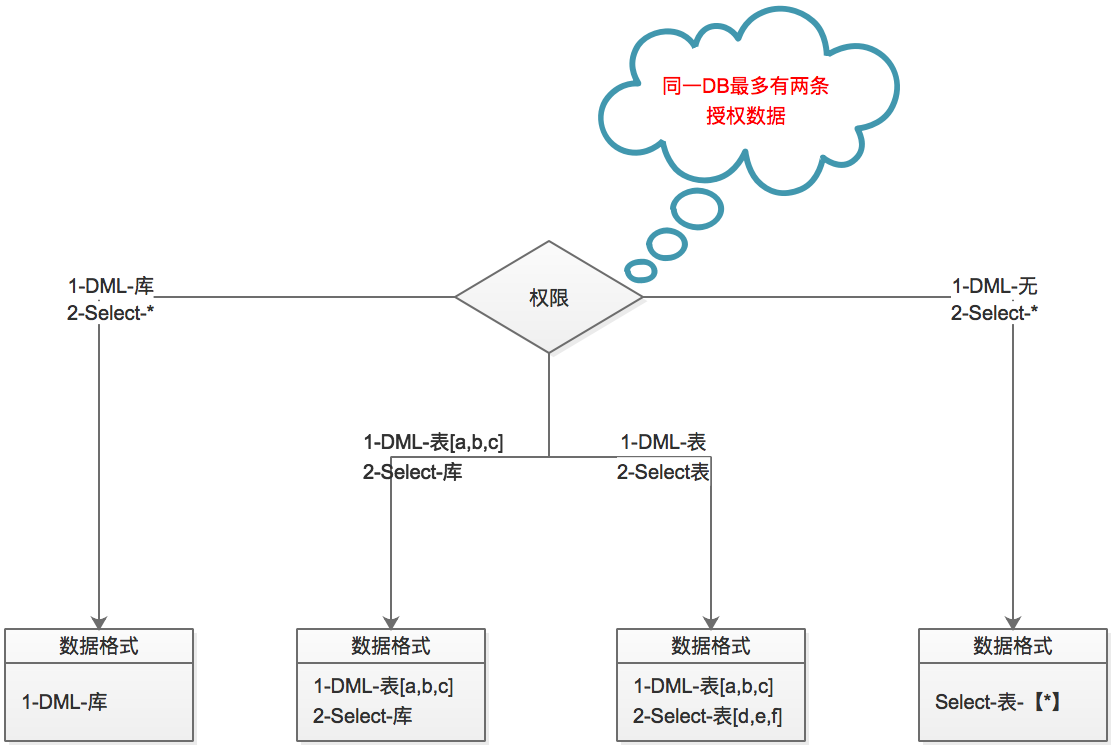 同一DB最多有两条
授权数据
权限
1-DML-库
2-Select-*
1-DML-无
2-Select-*
1-DML-表[a,b,c]
2-Select-库
1-DML-表
2-Select表
数据格式
1-DML-库
数据格式
1-DML-表[a,b,c]
2-Select-库
数据格式
1-DML-表[a,b,c]
2-Select-表[d,e,f]
数据格式
Select-表-【*】